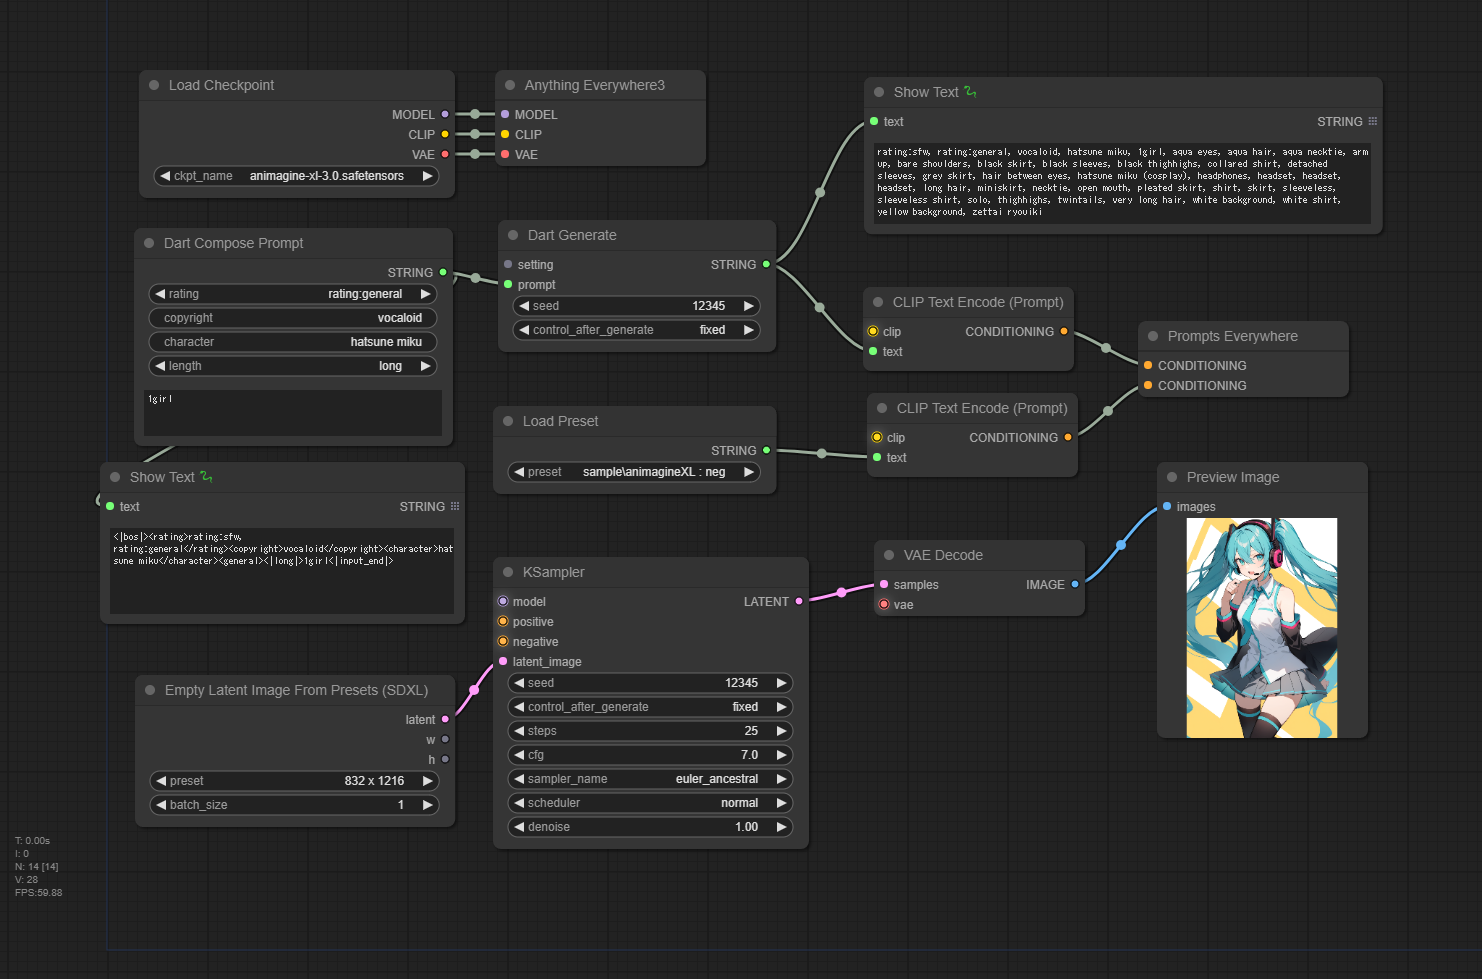 Load Checkpoint
MODEL
CLIP
VAE
ckpt_name animagine-xl-3.0.safetensors
Anything Everywhere3
MODEL
CLIP
VAE
Show Text
text STRING
rating:sfw, rating:general, vocaloid, hatsune miku, 1girl, aqua eyes, aqua hair, aqua necktie, arm
up, bare shoulders, black skirt, black sleeves, black thighhighs, collared shirt, detached
sleeves, grey skirt, hair between eyes, hatsune miku (cosplay), headphones, headset, headset,
headset, long hair, miniskirt, necktie, open mouth, pleated skirt, shirt, skirt, sleeveless,
sleeveless shirt, solo, thighhighs, twintails, very long hair, white background, white shirt,
yellow background, zettai ryouiki
Dart Compose Prompt
STRING
rating rating:general
copyright vocaloid
character hatsune miku
length long
1girl
Dart Generate
setting STRING
prompt
seed 12345
control_after_generate fixed
CLIP Text Encode (Prompt)
clip CONDITIONING
text
Prompts Everywhere
CONDITIONING
CONDITIONING
Load Preset
STRING
preset sample\animagineXL : neg
CLIP Text Encode (Prompt)
clip CONDITIONING
text
Show Text
text STRING
<|bos|><rating>rating:sfw,
rating:general</rating><copyright>vocaloid</copyright><character>hat
sune miku</character><general><|long|>1girl<|input_end|>
KSampler
model LATENT
positive
negative
latent_image
seed 12345
control_after_generate fixed
steps 25
cfg 7.0
sampler_name euler_ancestral
scheduler normal
denoise 1.00
VAE Decode
samples IMAGE
vae
Preview Image
images
Empty Latent Image From Presets (SDXL)
latent
w
h
preset 832 x 1216
batch_size 1
T: 0.00s
I: 0
N: 14 [14]
V: 28
FPS:59.88